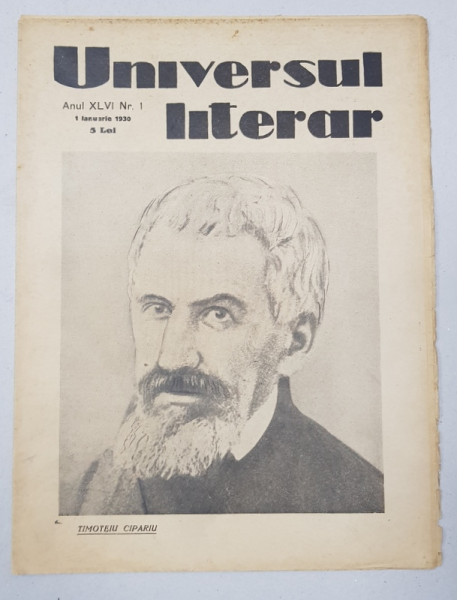 Universul
literar
Anul XLVI Nr. 1
1 Ianuarie 1930
5 Lei
TIMOTEIU CIPARIU